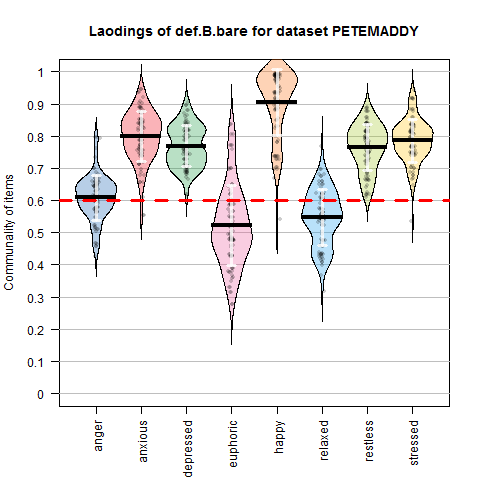 Laodings of def.B.bare for dataset PETEMADDY
Communality of items
1
0.9
0.8
0.7
0.6
0.5
0.4
0.3
0.2
0.1
0
anger
anxious
depressed
euphoric
happy
relaxed
restless
stressed